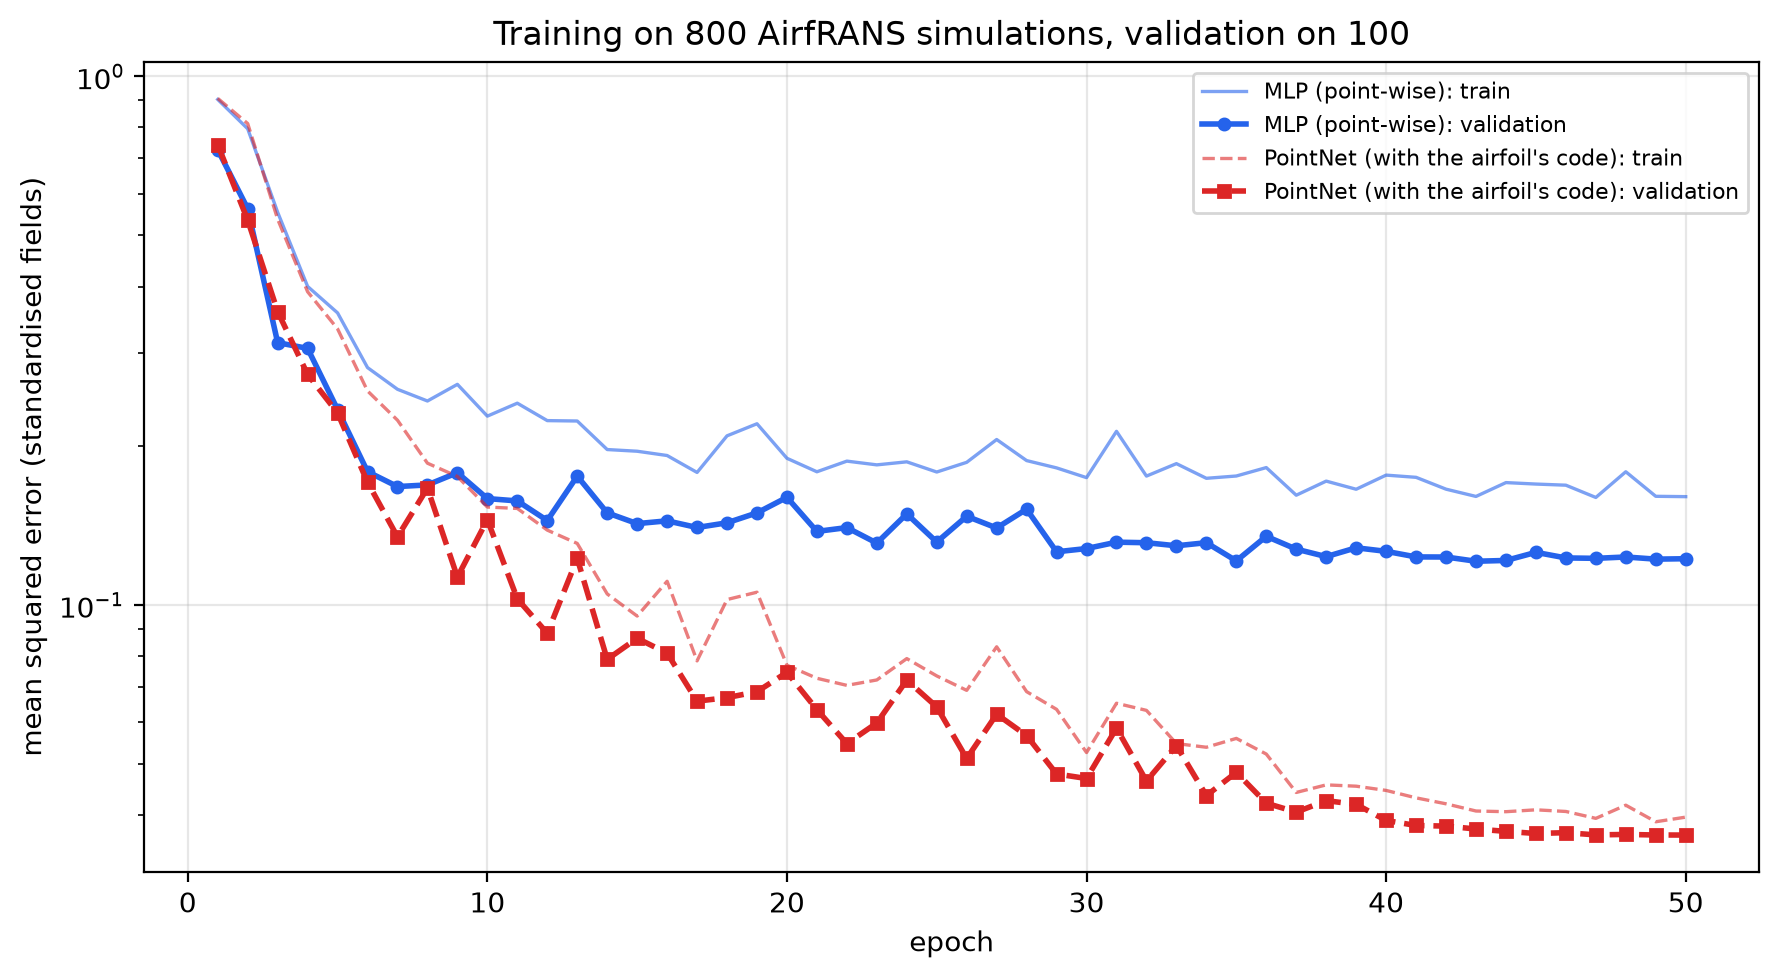 Training on 800 AirfRANS simulations, validation on 100
10⁰
10⁻¹
mean squared error (standardised fields)
MLP (point-wise): train
MLP (point-wise): validation
PointNet (with the airfoil's code): train
PointNet (with the airfoil's code): validation
0 10 20 30 40 50
epoch